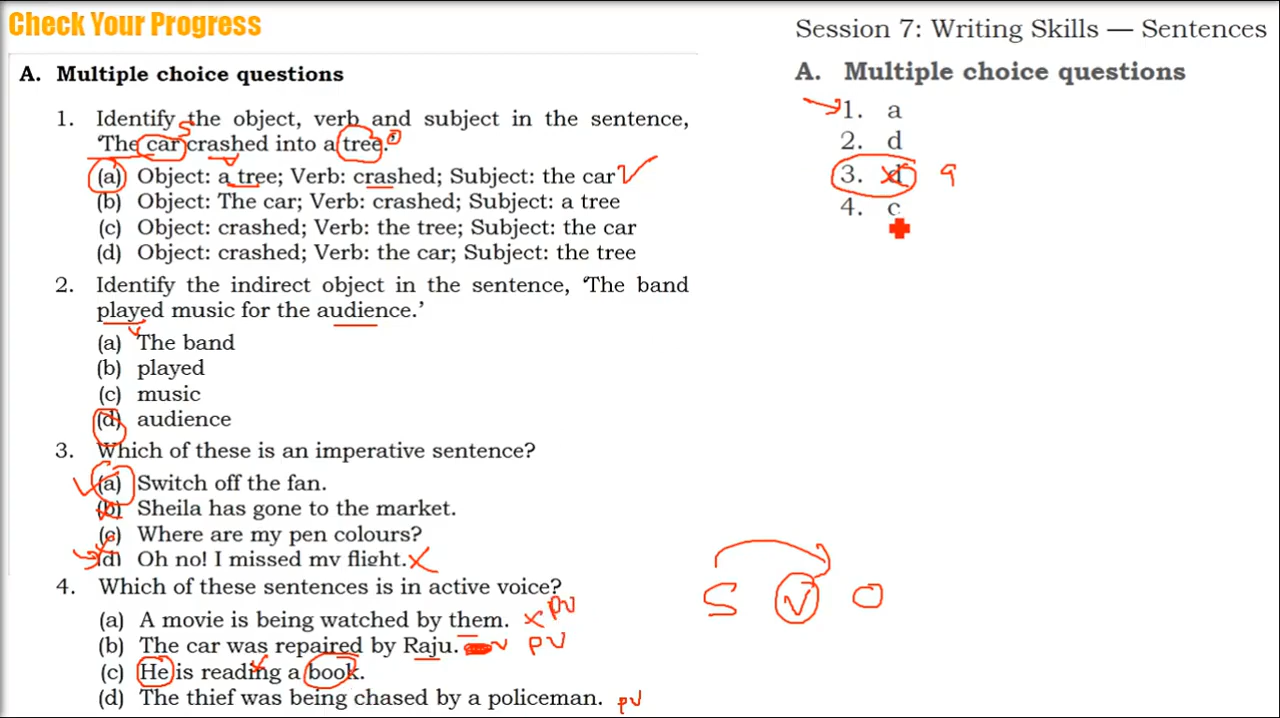 Check Your Progress
A. Multiple choice questions
1. Identify the object, verb and subject in the sentence,
'The car crashed into a tree.'
S
O
v
(a) Object: a tree; Verb: crashed; Subject: the car
(b) Object: The car; Verb: crashed; Subject: a tree
(c) Object: crashed; Verb: the tree; Subject: the car
(d) Object: crashed; Verb: the car; Subject: the tree
2. Identify the indirect object in the sentence, 'The band
played music for the audience.'
v
(a) The band
(b) played
(c) music
(d) audience
3. Which of these is an imperative sentence?
(a) Switch off the fan.
(b) Sheila has gone to the market.
(c) Where are my pen colours?
(d) Oh no! I missed my flight.
4. Which of these sentences is in active voice?
(a) A movie is being watched by them. PV
(b) The car was repaired by Raju. PV
(c) He is reading a book.
(d) The thief was being chased by a policeman. PV
Session 7: Writing Skills — Sentences
A. Multiple choice questions
1. a
2. d
3. d a
4. c
S V O